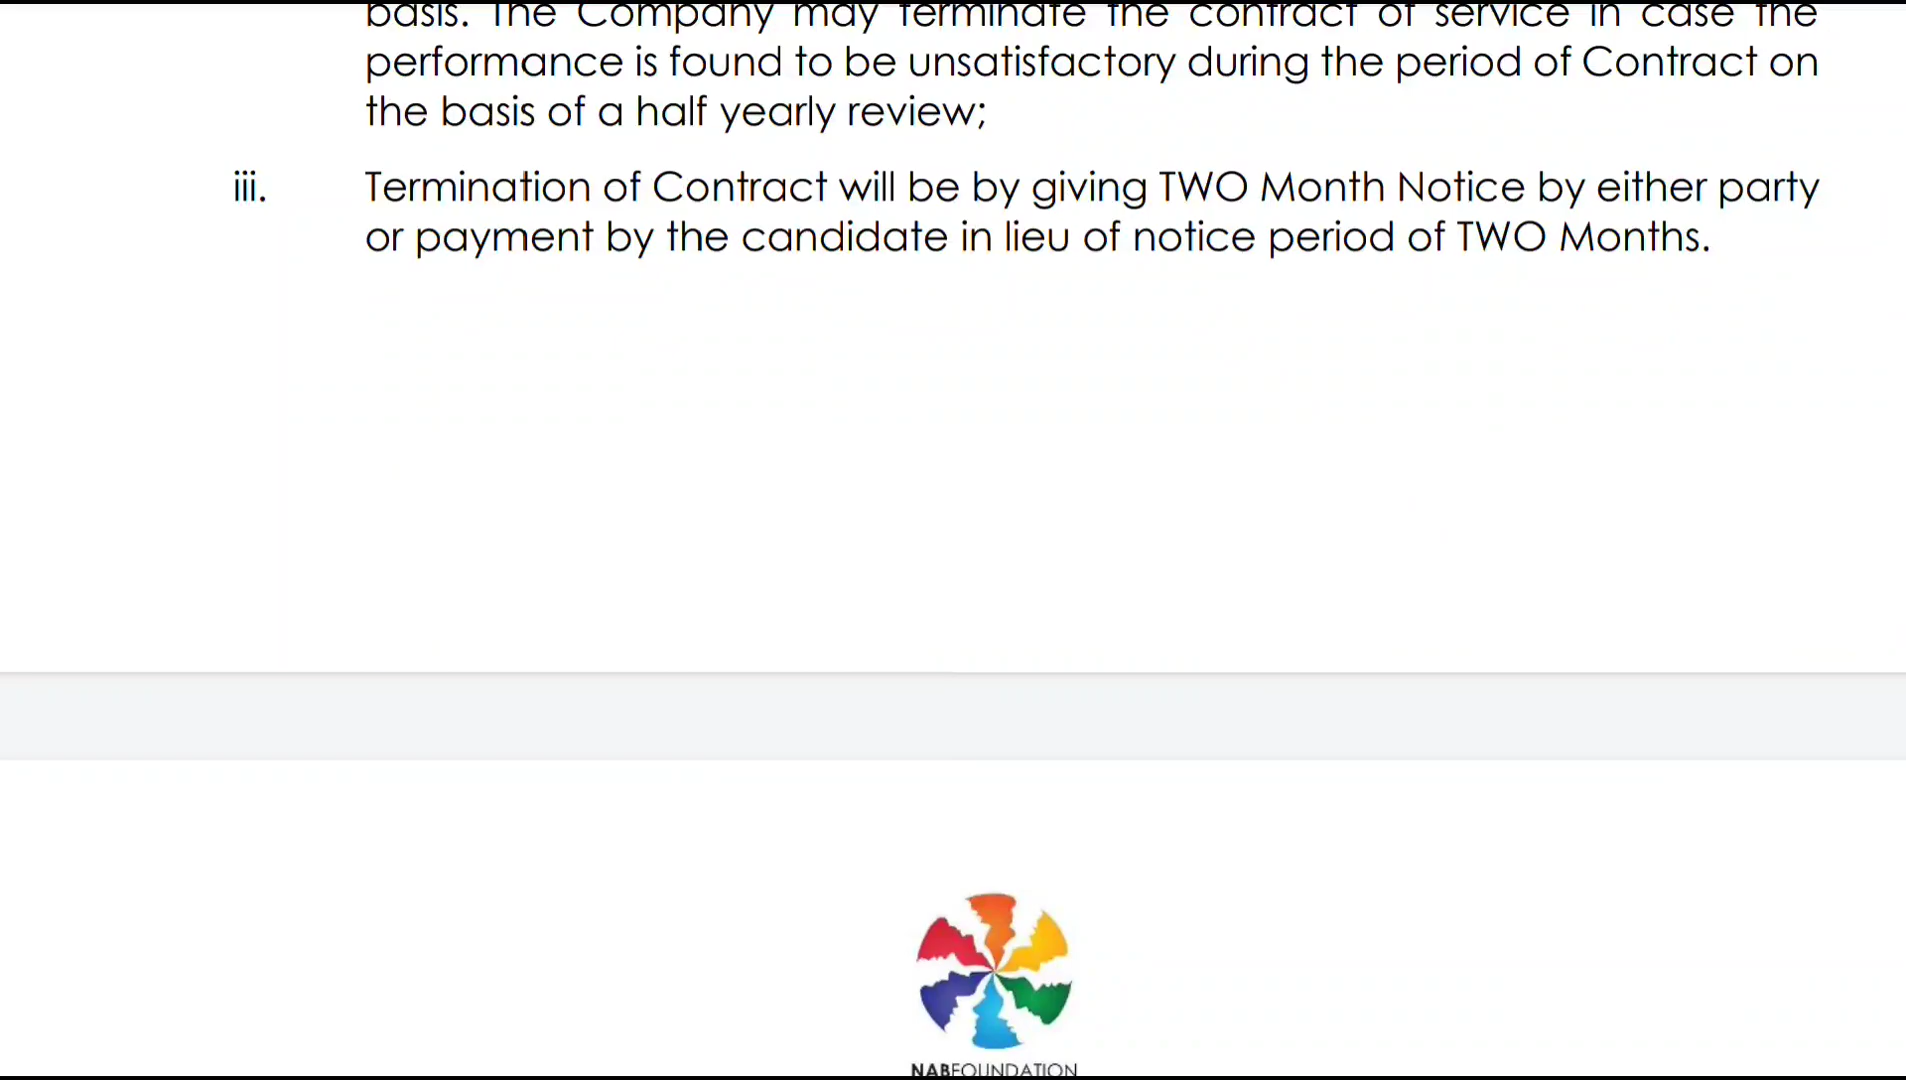 basis. The Company may terminate the contract of service in case the
performance is found to be unsatisfactory during the period of Contract on
the basis of a half yearly review;
iii. Termination of Contract will be by giving TWO Month Notice by either party
or payment by the candidate in lieu of notice period of TWO Months.
NABFOUNDATION